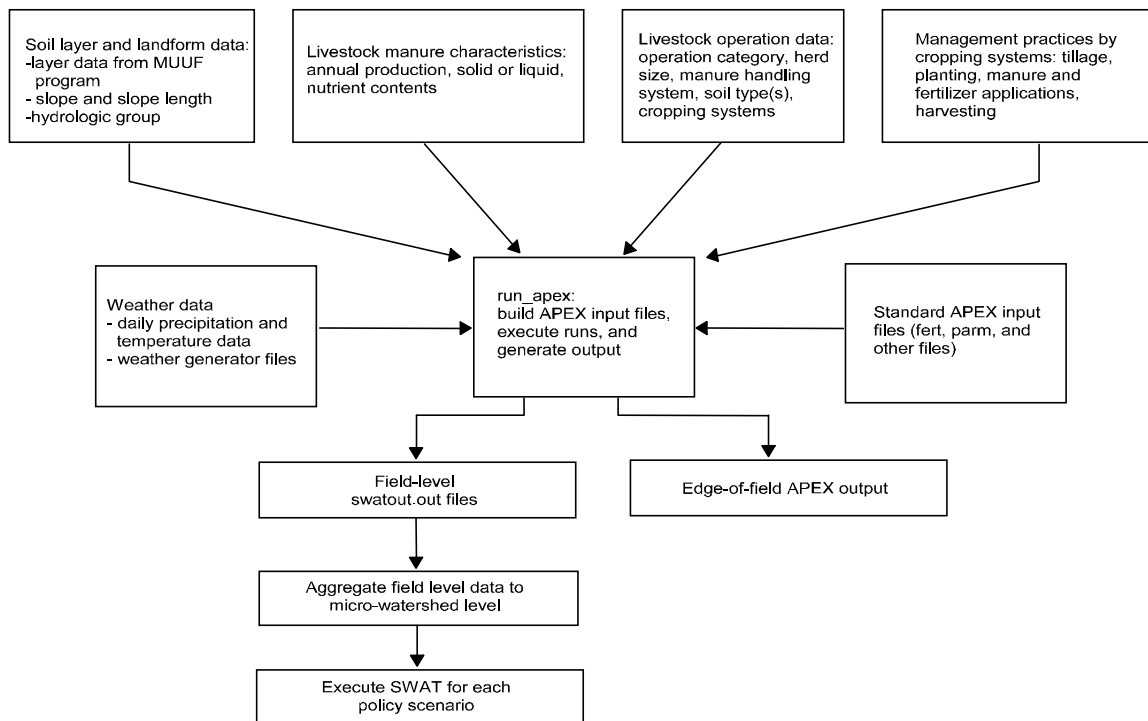 Soil layer and landform data:
-layer data from MUUF
program
- slope and slope length
-hydrologic group
Livestock manure characteristics:
annual production, solid or liquid,
nutrient contents
Livestock operation data:
operation category, herd
size, manure handling
system, soil type(s),
cropping systems
Management practices by
cropping systems: tillage,
planting, manure and
fertilizer applications,
harvesting
Weather data
- daily precipitation and
temperature data
- weather generator files
run_apex:
build APEX input files,
execute runs, and
generate output
Standard APEX input
files (fert, parm, and
other files)
Field-level
swatout.out files
Edge-of-field APEX output
Aggregate field level data to
micro-watershed level
Execute SWAT for each
policy scenario